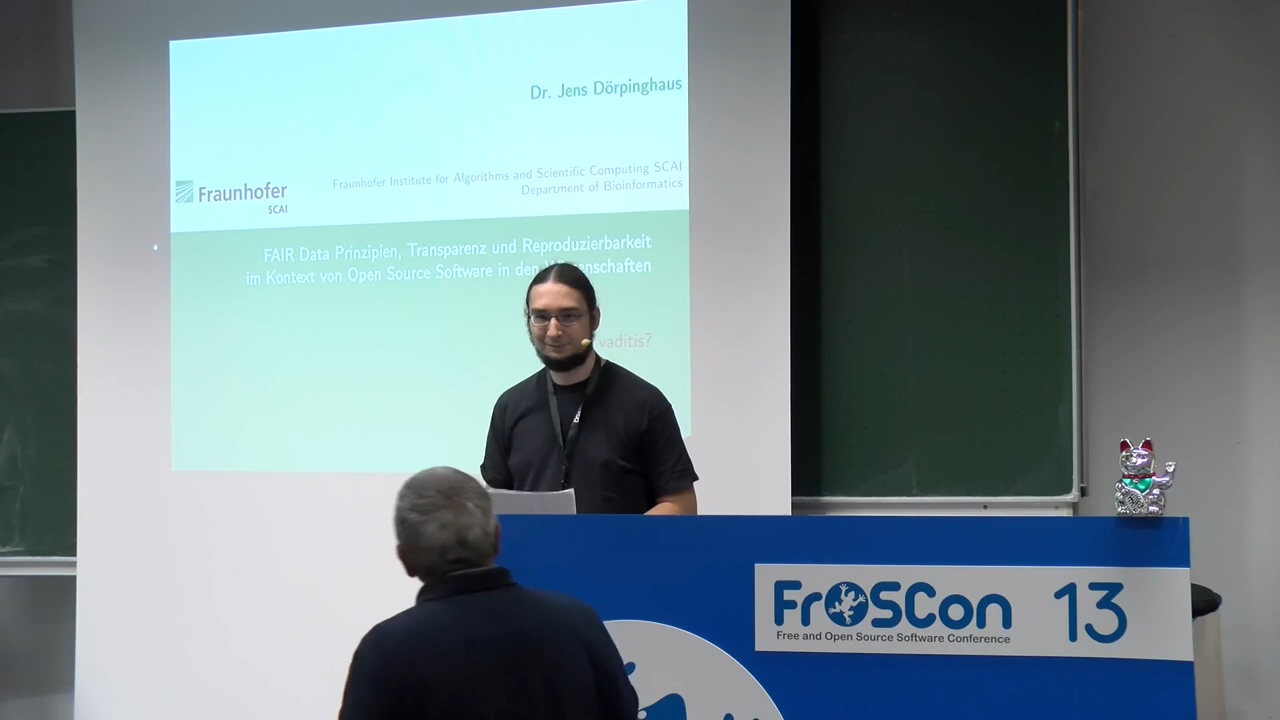 Dr. Jens Dörpinghaus
Fraunhofer Institute for Algorithms and Scientific Computing SCAI
Department of Bioinformatics
Fraunhofer
SCAI
FAIR Data Prinzipien, Transparenz und Reproduzierbarkeit
im Kontext von Open Source Software in den
vaditis?
FrOSCon 13
Free and Open Source Software Conference